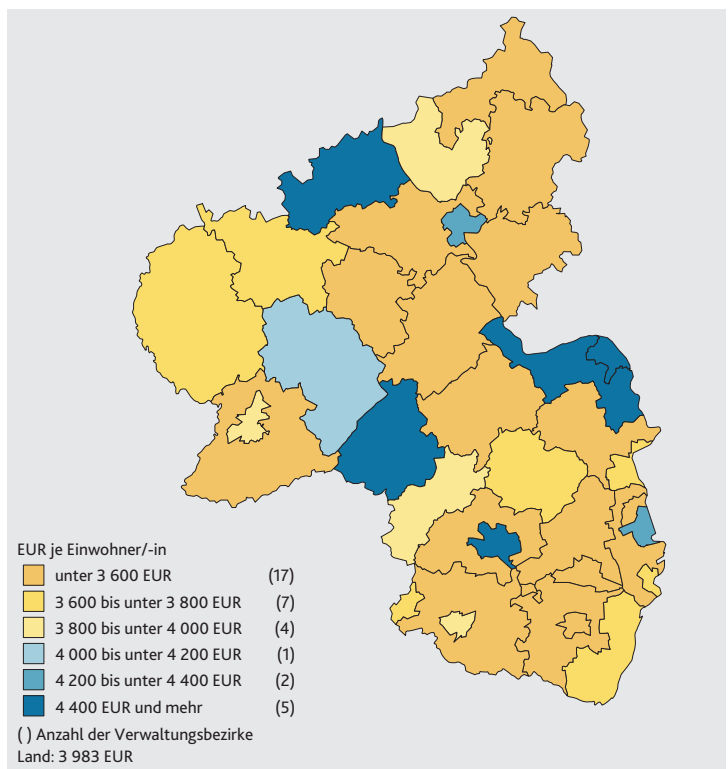 EUR je Einwohner/-in
unter 3 600 EUR (17)
3 600 bis unter 3 800 EUR (7)
3 800 bis unter 4 000 EUR (4)
4 000 bis unter 4 200 EUR (1)
4 200 bis unter 4 400 EUR (2)
4 400 EUR und mehr (5)
( ) Anzahl der Verwaltungsbezirke
Land: 3 983 EUR